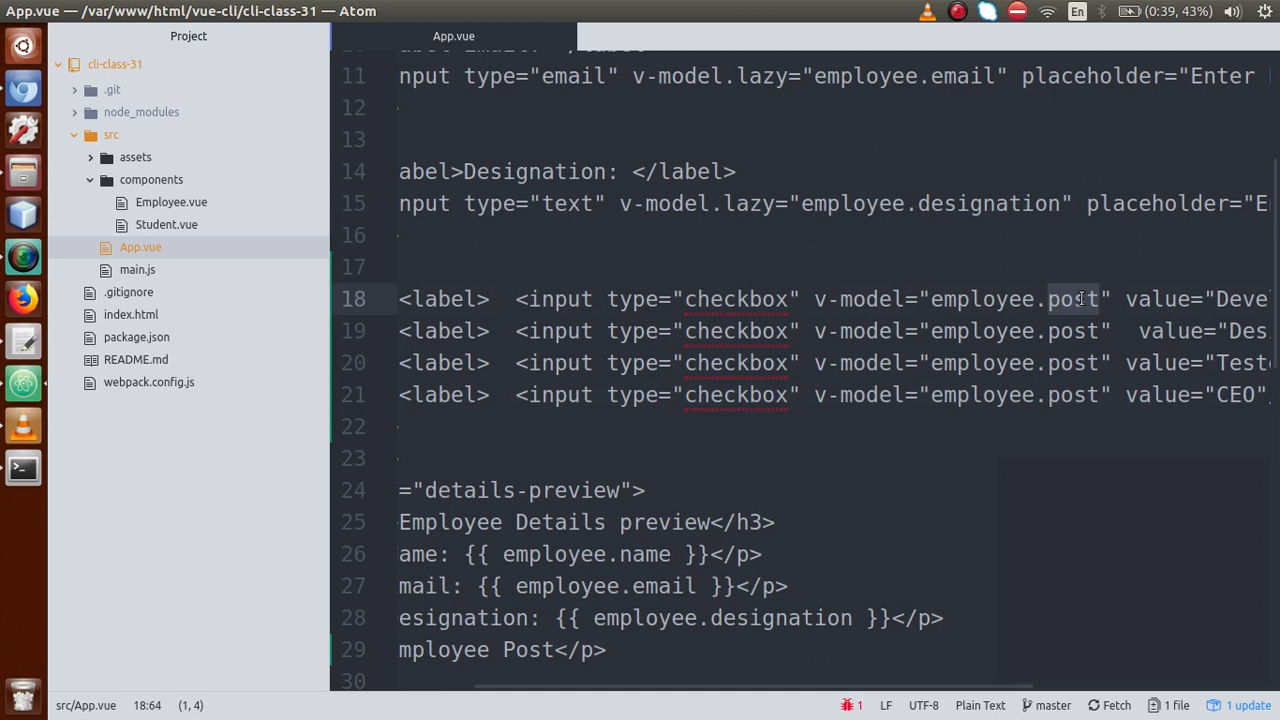 App.vue — /var/www/html/vue-cli/cli-class-31 — Atom
En
(0:39, 43%)
Project
App.vue
cli-class-31
.git
node_modules
src
assets
components
Employee.vue
Student.vue
App.vue
main.js
.gitignore
index.html
package.json
README.md
webpack.config.js
11 nput type="email" v-model.lazy="employee.email" placeholder="Enter
12
13
14 abel>Designation: </label>
15 nput type="text" v-model.lazy="employee.designation" placeholder="E
16
17
18 <label>  <input type="checkbox" v-model="employee.post" value="Deve
19 <label>  <input type="checkbox" v-model="employee.post"  value="Des
20 <label>  <input type="checkbox" v-model="employee.post" value="Test
21 <label>  <input type="checkbox" v-model="employee.post" value="CEO"
22
23
24 ="details-preview">
25 Employee Details preview</h3>
26 ame: {{ employee.name }}</p>
27 mail: {{ employee.email }}</p>
28 esignation: {{ employee.designation }}</p>
29 mployee Post</p>
30
src/App.vue 18:64 (1, 4)
1 LF UTF-8 Plain Text master Fetch 1 file 1 update